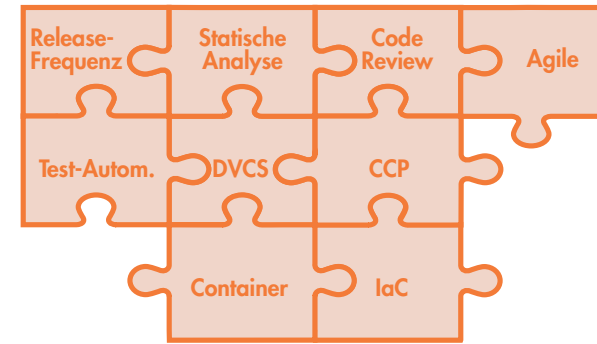 Release-
Frequenz
Statische
Analyse
Code
Review
Agile
Test-Autom.
DVCS
CCP
Container
IaC